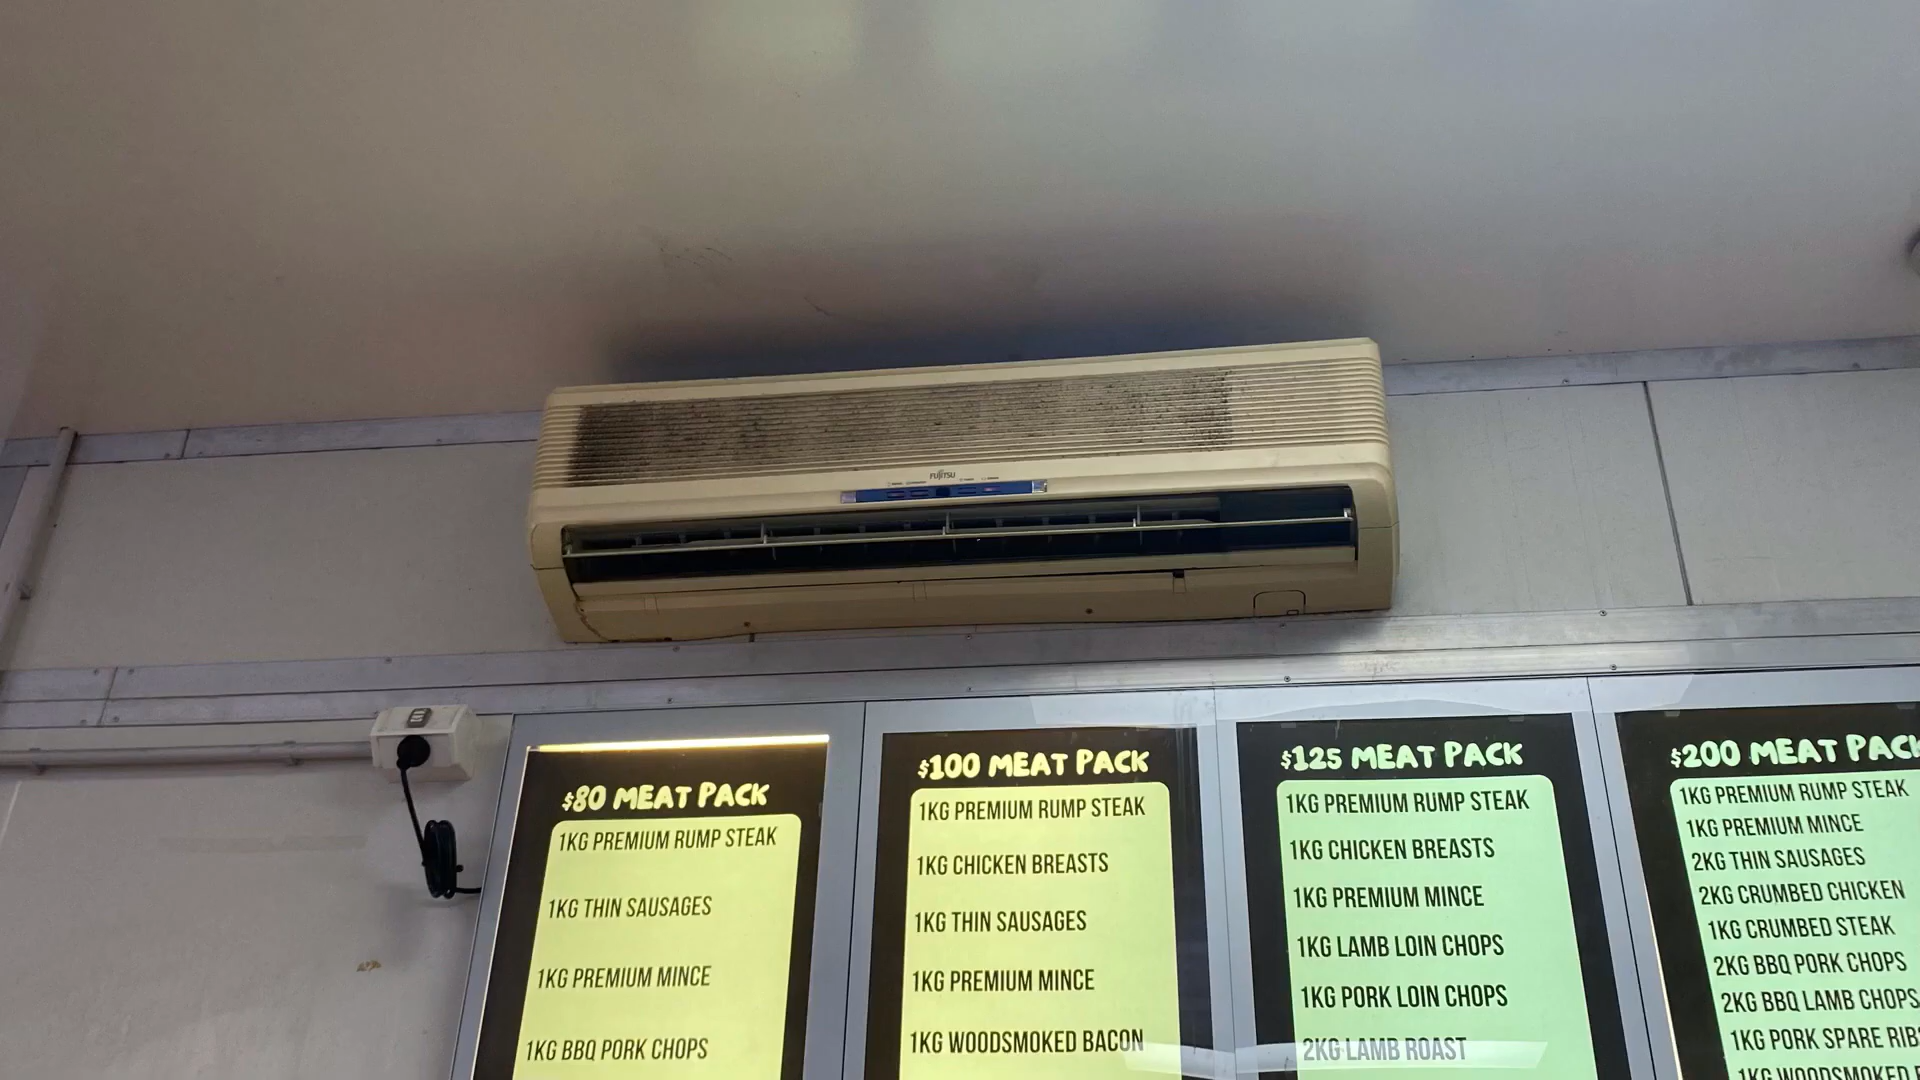 FUJITSU
$80 MEAT PACK
1KG PREMIUM RUMP STEAK
1KG THIN SAUSAGES
1KG PREMIUM MINCE
1KG BBQ PORK CHOPS
$100 MEAT PACK
1KG PREMIUM RUMP STEAK
1KG CHICKEN BREASTS
1KG THIN SAUSAGES
1KG PREMIUM MINCE
1KG WOODSMOKED BACON
$125 MEAT PACK
1KG PREMIUM RUMP STEAK
1KG CHICKEN BREASTS
1KG PREMIUM MINCE
1KG LAMB LOIN CHOPS
1KG PORK LOIN CHOPS
2KG LAMB ROAST
$200 MEAT PACK
1KG PREMIUM RUMP STEAK
1KG PREMIUM MINCE
2KG THIN SAUSAGES
2KG CRUMBED CHICKEN
1KG CRUMBED STEAK
2KG BBQ PORK CHOPS
2KG BBQ LAMB CHOPS
1KG PORK SPARE RIB
1KG WOODSMOKED